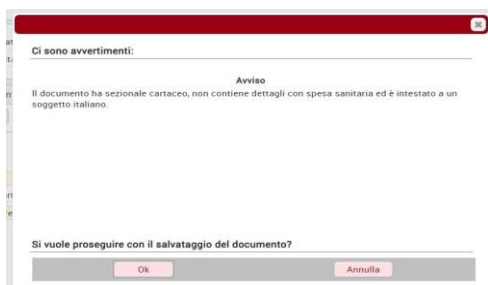 Ci sono avvertimenti:
Avviso
Il documento ha sezionale cartaceo, non contiene dettagli con spesa sanitaria ed è intestato a un
soggetto italiano.
Si vuole proseguire con il salvataggio del documento?
Ok
Annulla